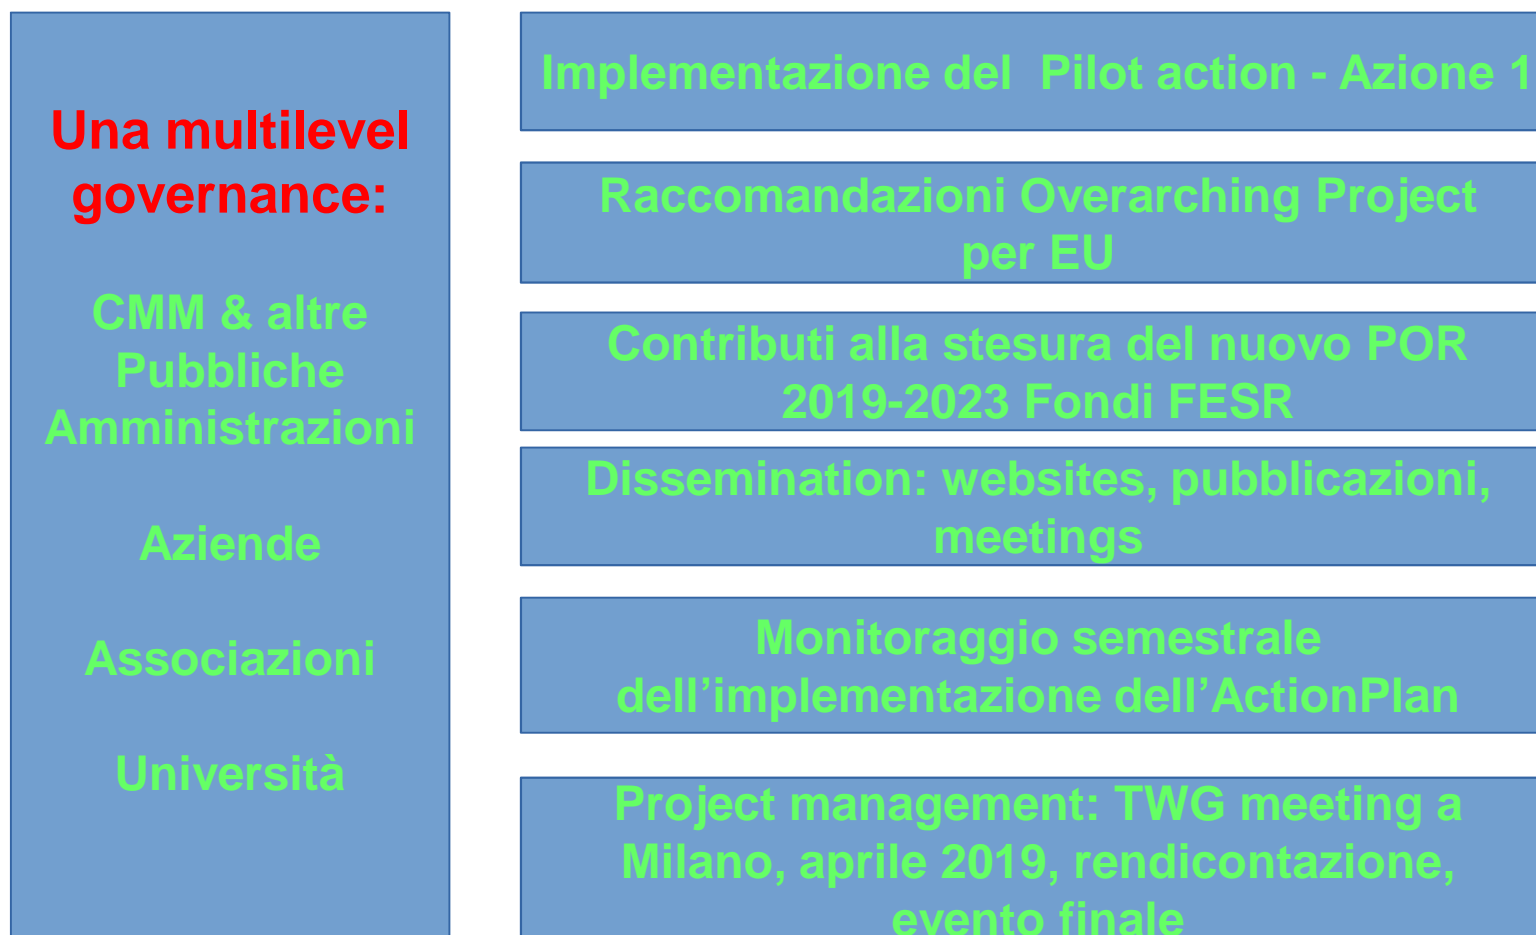 Una multilevel
governance:
CMM & altre
Pubbliche
Amministrazioni
Aziende
Associazioni
Università
Implementazione del  Pilot action - Azione 1
Raccomandazioni Overarching Project
per EU
Contributi alla stesura del nuovo POR
2019-2023 Fondi FESR
Dissemination: websites, pubblicazioni,
meetings
Monitoraggio semestrale
dell’implementazione dell’ActionPlan
Project management: TWG meeting a
Milano, aprile 2019, rendicontazione,
evento finale